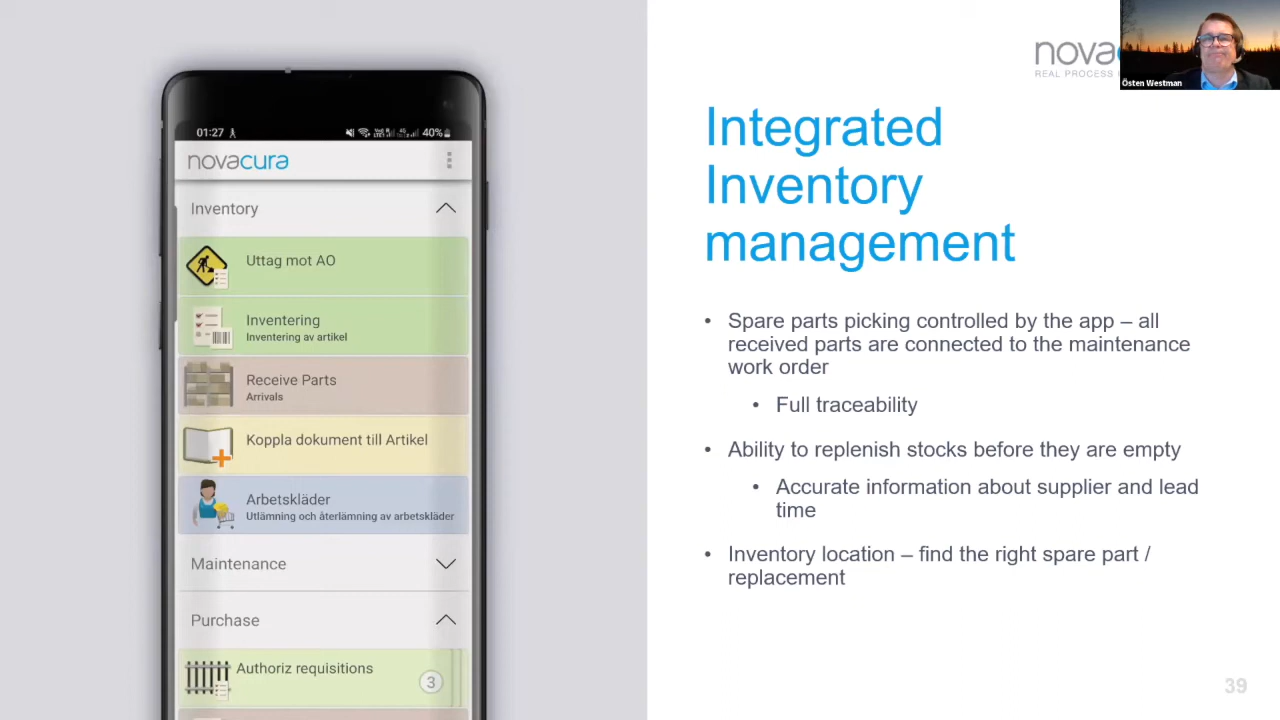 01:27
40%
novacura
Inventory
Uttag mot AO
Inventering
Inventering av artikel
Receive Parts
Arrivals
Koppla dokument till Artikel
Arbetskläder
Utlämning och återlämning av arbetskläder
Maintenance
Purchase
Authoriz requisitions
3
REAL PROCESS
Östen Westman
Integrated
Inventory
management
• Spare parts picking controlled by the app – all
received parts are connected to the maintenance
work order
• Full traceability
• Ability to replenish stocks before they are empty
• Accurate information about supplier and lead
time
• Inventory location – find the right spare part /
replacement
39